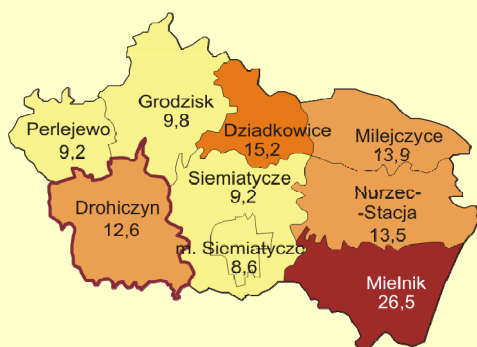 Grodzisk
9,8
Perlejewo
9,2
Dziadkowice
15,2
Milejczyce
13,9
Siemiatycze
9,2
Nurzec-
-Stacja
13,5
Drohiczyn
12,6
m. Siemiatycze
8,6
Mielnik
26,5